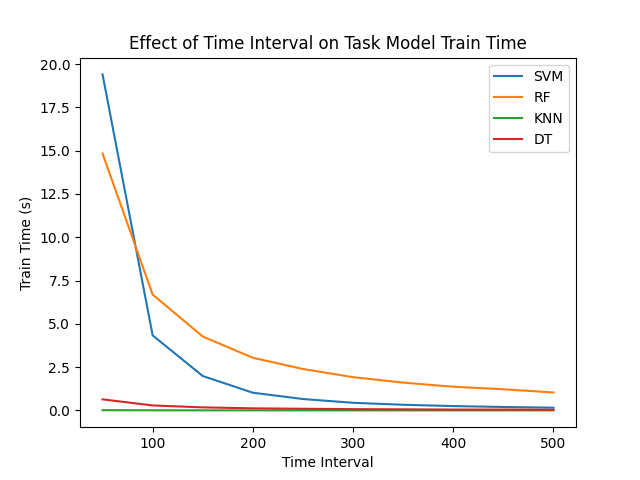 Effect of Time Interval on Task Model Train Time
Train Time (s)
20.0
17.5
15.0
12.5
10.0
7.5
5.0
2.5
0.0
SVM
RF
KNN
DT
100 200 300 400 500
Time Interval